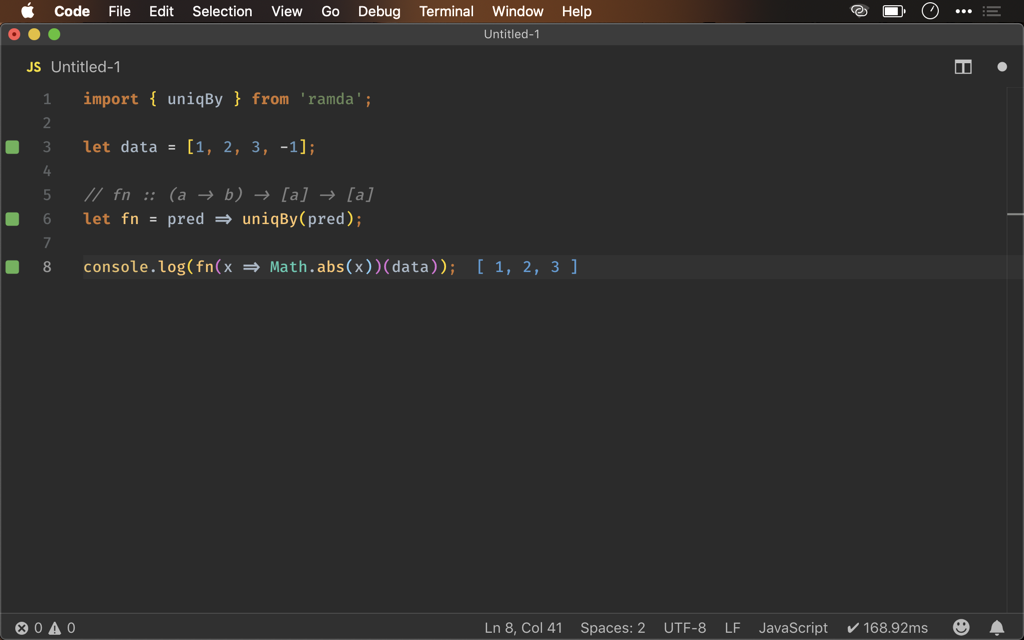 Code File Edit Selection View Go Debug Terminal Window Help
Untitled-1
JS Untitled-1
1 import { uniqBy } from 'ramda';
2
3 let data = [1, 2, 3, -1];
4
5 // fn :: (a → b) → [a] → [a]
6 let fn = pred ⇒ uniqBy(pred);
7
8 console.log(fn(x ⇒ Math.abs(x))(data)); [ 1, 2, 3 ]
0 0 Ln 8, Col 41 Spaces: 2 UTF-8 LF JavaScript ✔ 168.92ms